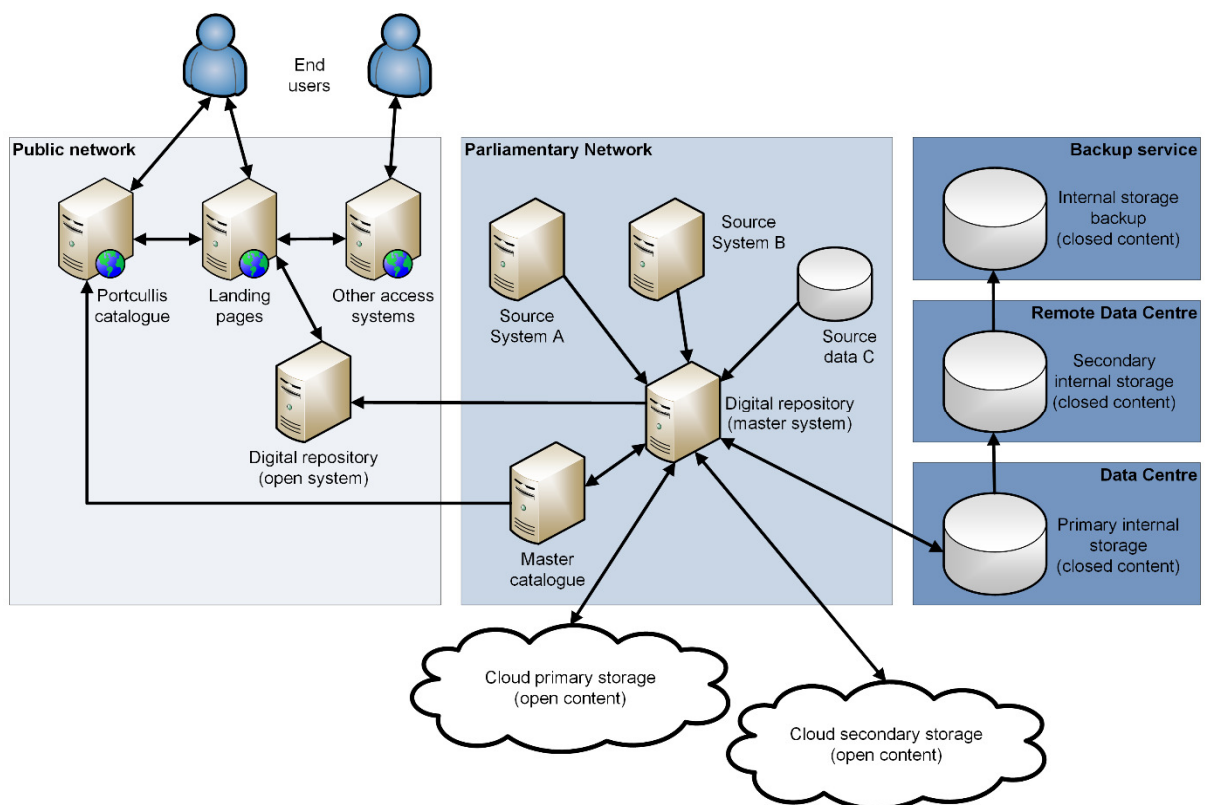 End
users
Public network
Portcullis
catalogue
Landing
pages
Other access
systems
Digital repository
(open system)
Parliamentary Network
Source
System A
Source
System B
Source
data C
Digital repository
(master system)
Master
catalogue
Backup service
Internal storage
backup
(closed content)
Remote Data Centre
Secondary
internal storage
(closed content)
Data Centre
Primary internal
storage
(closed content)
Cloud primary storage
(open content)
Cloud secondary storage
(open content)